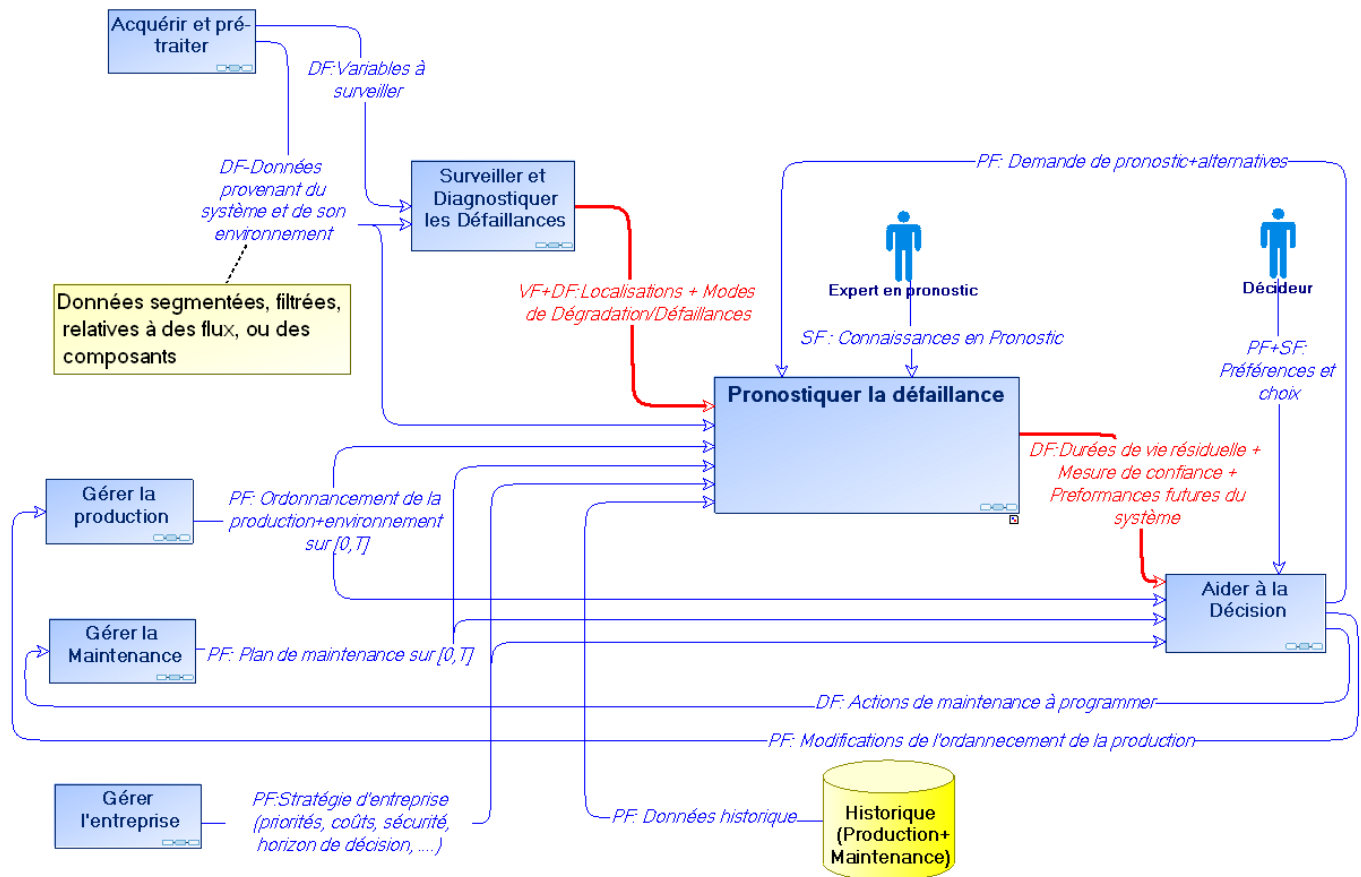 Acquérir et pré-
traiter
DF:Variables à
surveiller
DF-Données
provenant du
système et de son
environnement
Surveiller et
Diagnostiquer
les Défaillances
PF: Demande de pronostic+alternatives
Données segmentées, filtrées,
relatives à des flux, ou des
composants
VF+DF:Localisations + Modes
de Dégradation/Défaillances
Expert en pronostic
Décideur
SF : Connaissances en Pronostic
PF+SF:
Préférences et
choix
Pronostiquer la défaillance
DF:Durées de vie résiduelle +
Mesure de confiance +
Preformances futures du
système
Gérer la
production
PF: Ordonnancement de la
production+environnement
sur [0,T]
Aider à la
Décision
Gérer la
Maintenance
PF: Plan de maintenance sur [0,T]
DF: Actions de maintenance à programmer
PF: Modifications de l'ordannecement de la production
Gérer
l'entreprise
PF:Stratégie d'entreprise
(priorités, coûts, sécurité,
horizon de décision, ....)
PF: Données historique
Historique
(Production+
Maintenance)